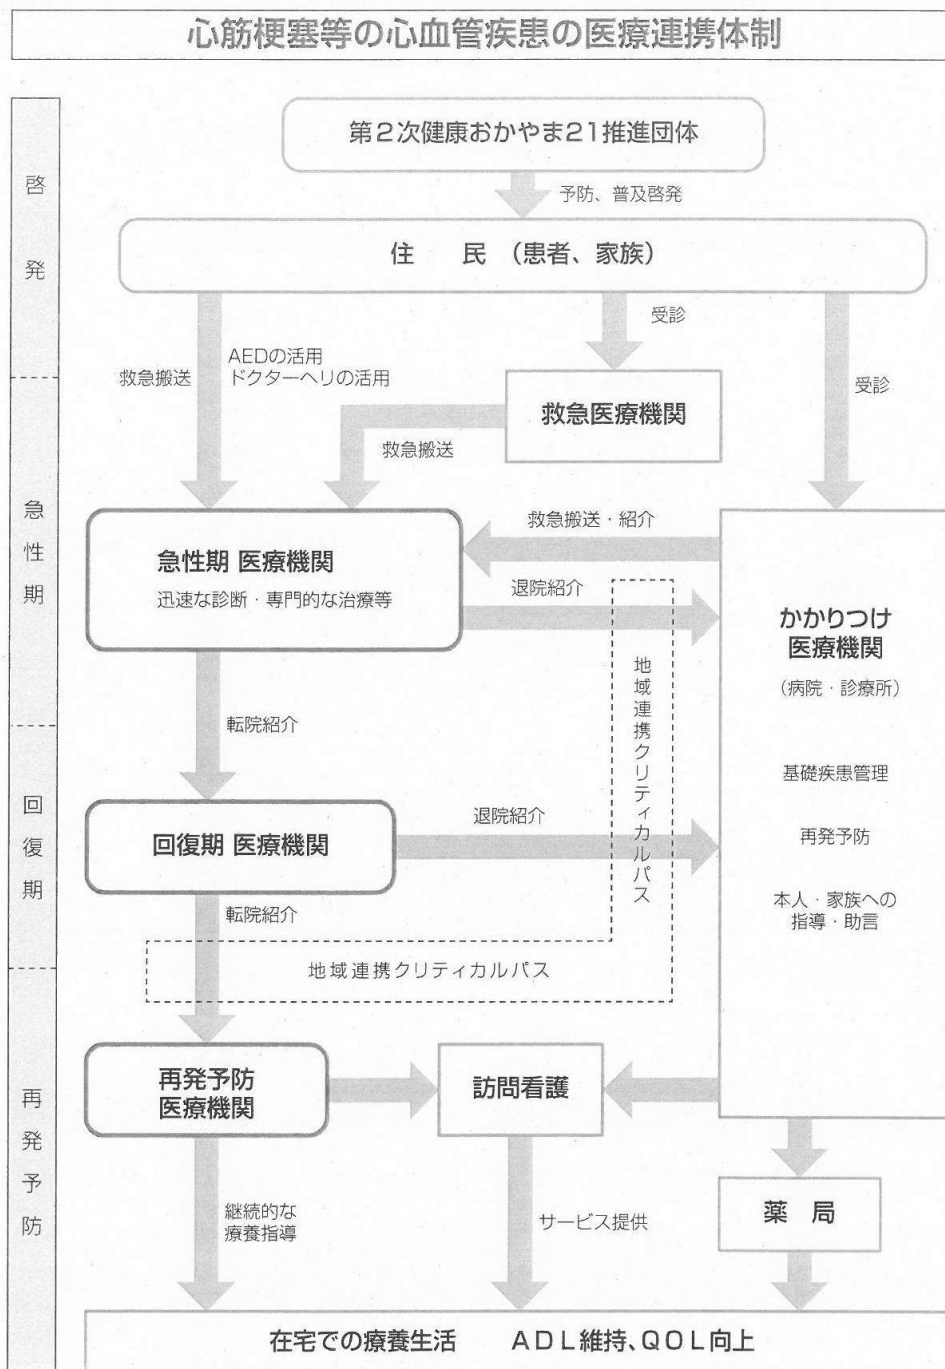 心筋梗塞等の心血管疾患の医療連携体制
啓発
第2次健康おかやま21推進団体
予防、普及啓発
住　民　（患者、家族）
救急搬送
AEDの活用
ドクターヘリの活用
受診
受診
救急医療機関
救急搬送
急性期
急性期 医療機関
迅速な診断・専門的な治療等
救急搬送・紹介
退院紹介
地域連携クリティカルパス
かかりつけ
医療機関
（病院・診療所）
基礎疾患管理
再発予防
本人・家族への
指導・助言
転院紹介
回復期
回復期 医療機関
退院紹介
転院紹介
地域連携クリティカルパス
再発予防
再発予防
医療機関
訪問看護
薬　局
継続的な
療養指導
サービス提供
在宅での療養生活　　ADL維持、QOL向上